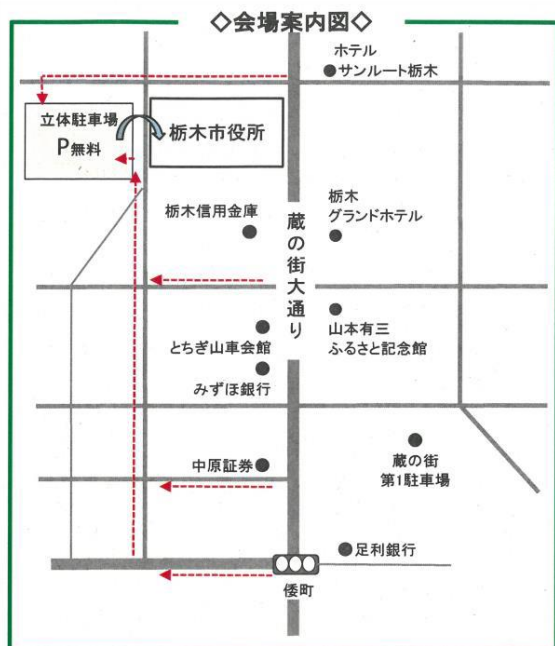 ◇会場案内図◇
ホテル
サンルート栃木
立体駐車場
P無料
栃木市役所
栃木信用金庫
栃木
グランドホテル
蔵の街大通り
山本有三
ふるさと記念館
とちぎ山車会館
みずほ銀行
中原証券
蔵の街
第1駐車場
足利銀行
倭町